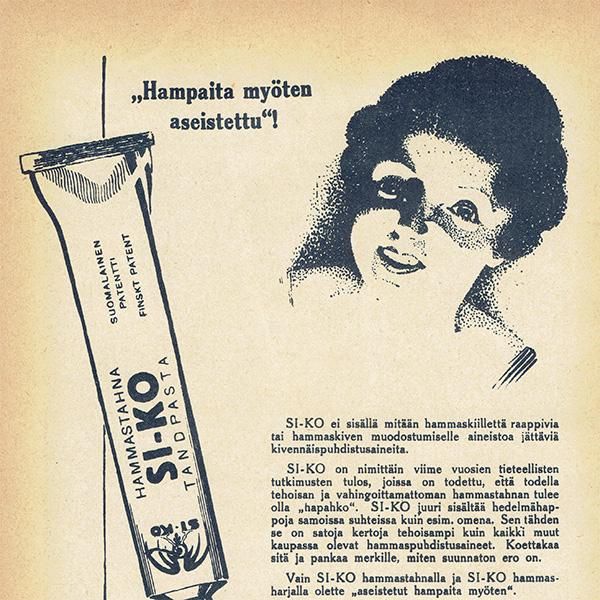 „Hampaita myöten
aseistettu“!
SUOMALAINEN
PATENTTI
FINSKT PATENT
HAMMASTAHNA
SI-KO
TANDPASTA
SI-KO
SI-KO ei sisällä mitään hammaskiillettä raappivia
tai hammaskiven muodostumiselle aineistoa jättäviä
kivennäispuhdistusaineita.
SI-KO on nimittäin viime vuosien tieteellisten
tutkimusten tulos, joissa on todettu, että todella
tehoisan ja vahingoittamattoman hammastahnan tulee
olla „hapahko“. SI-KO juuri sisältää hedelmähap-
poja samoissa suhteissa kuin esim. omena. Sen tähden
se on satoja kertoja tehoisampi kuin kaikki muut
kaupassa olevat hammaspuhdistusaineet. Koettakaa
sitä ja pankaa merkille, miten suunnaton ero on.
Vain SI-KO hammastahnalla ja SI-KO hammas-
harjalla olette „aseistetut hampaita myöten“.